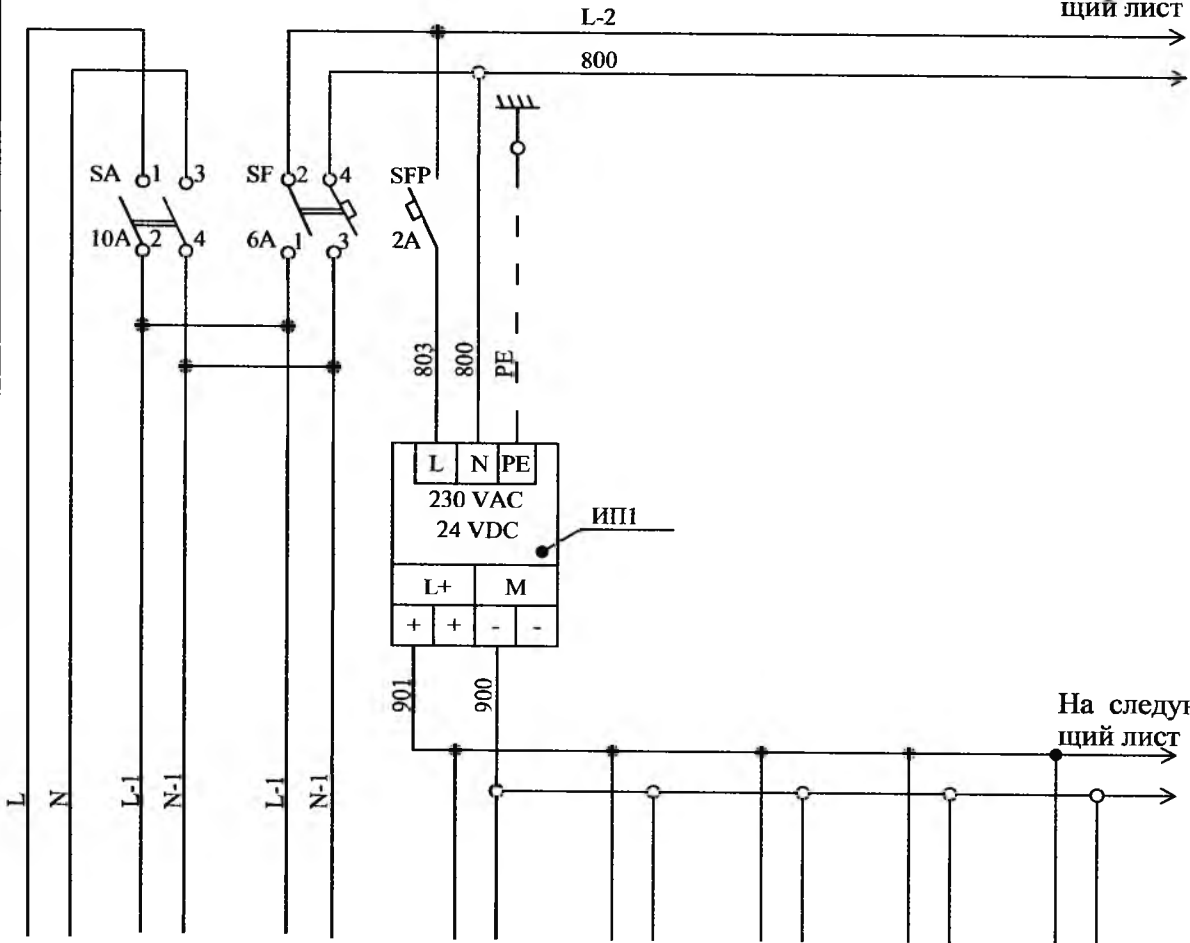 щий лист
L-2
800
SA 1 3
SF 2 4
SFP
10A 2 4
6A 1 3
2A
803
800
PE
L N PE
230 VAC
24 VDC
ИП1
L+ M
+ + - -
901
900
На следую
щий лист
L
N
L-1
N-1
L-1
N-1